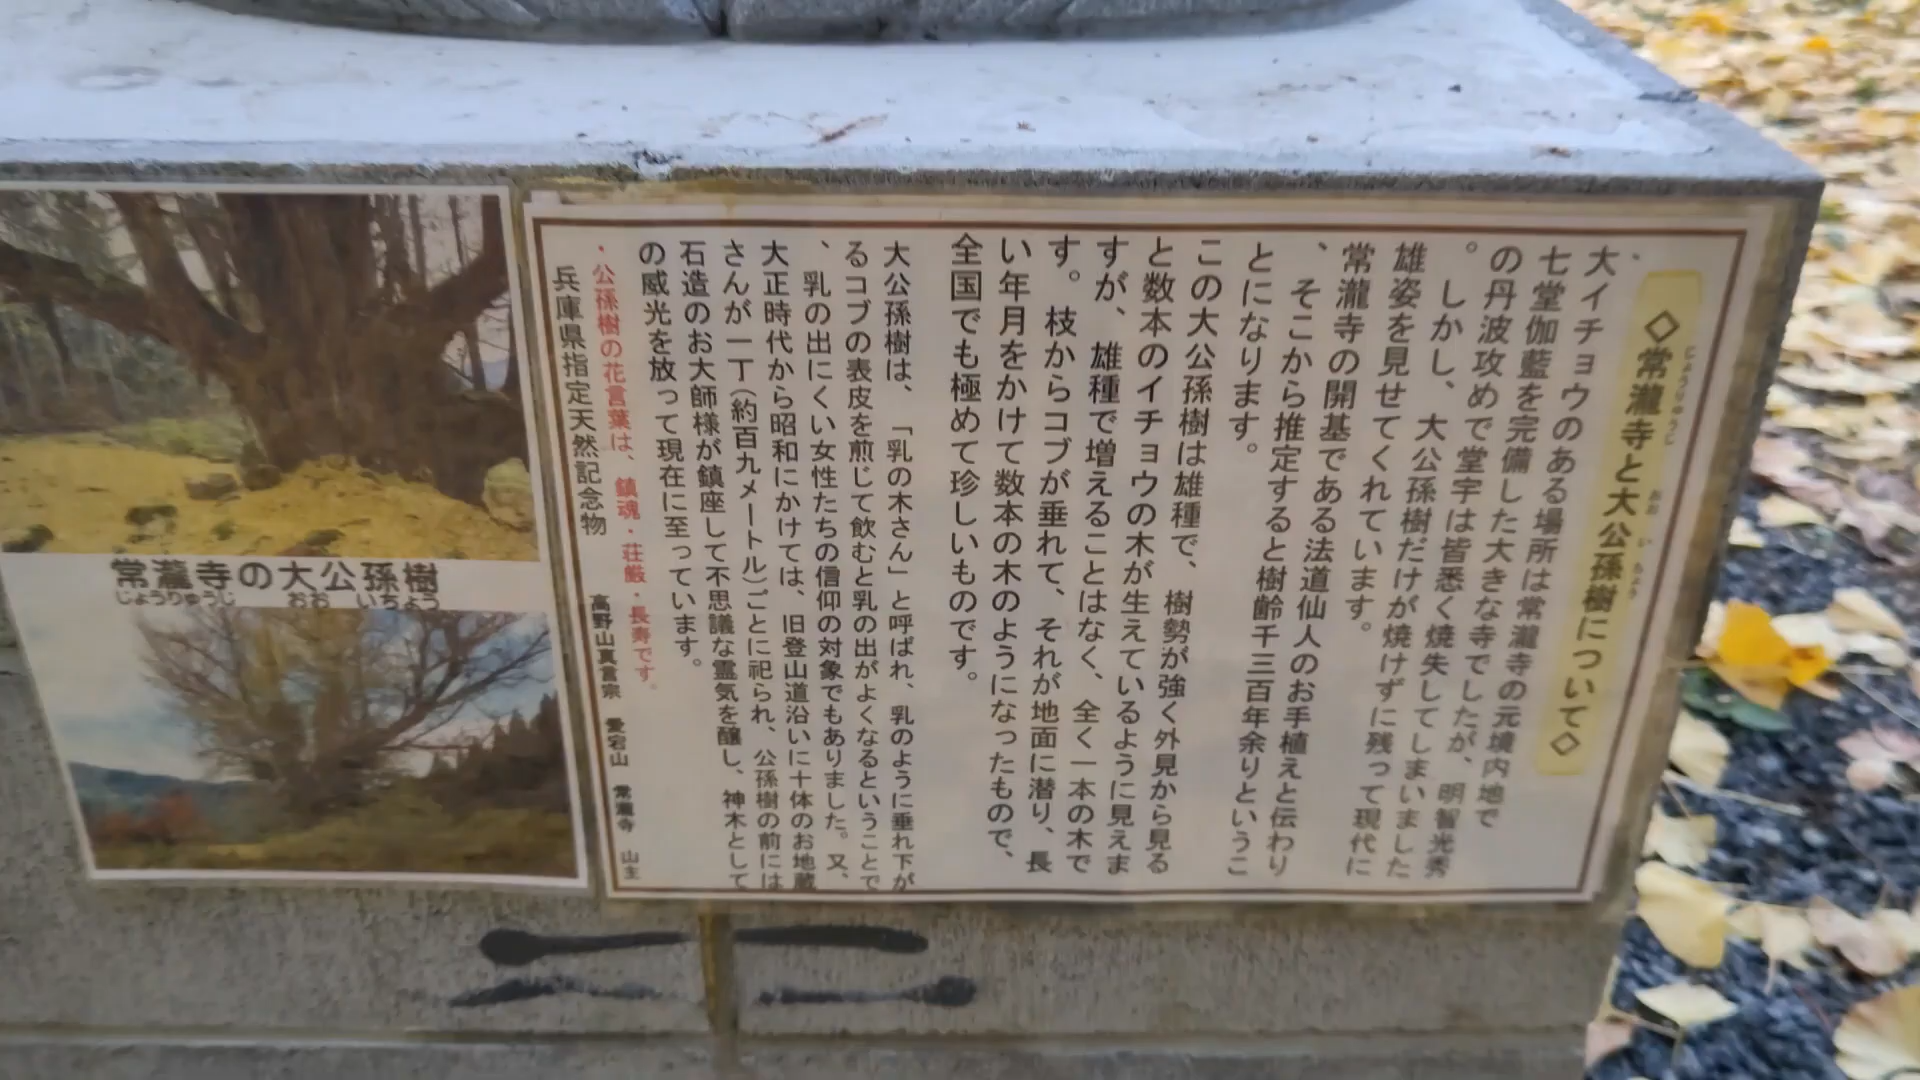 ◇常瀧寺と大公孫樹について◇
じょうりゅうじ おお いちょう
大イチョウのある場所は常瀧寺の元境内地で
、七堂伽藍を完備した大きな寺でしたが、明智光秀
の丹波攻めで堂宇は皆悉く焼失してしまいました
。しかし、大公孫樹だけが焼けずに残って現代に
雄姿を見せてくれています。
常瀧寺の開基である法道仙人のお手植えと伝わり
、そこから推定すると樹齢千三百年余りというこ
とになります。
この大公孫樹は雄種で、樹勢が強く外見から見る
と数本のイチョウの木が生えているように見えま
すが、雄種で増えることはなく、全く一本の木で
す。枝からコブが垂れて、それが地面に潜り、長
い年月をかけて数本の木のようになったもので、
全国でも極めて珍しいものです。
大公孫樹は、「乳の木さん」と呼ばれ、乳のように垂れ下が
るコブの表皮を煎じて飲むと乳の出がよくなるということで
、乳の出にくい女性たちの信仰の対象でもありました。又、
大正時代から昭和にかけては、旧登山道沿いに十体のお地蔵
さんが一丁(約百九メートル)ごとに祀られ、公孫樹の前には
石造のお大師様が鎮座して不思議な霊気を醸し、神木として
の威光を放って現在に至っています。
・公孫樹の花言葉は、鎮魂・荘厳・長寿です。
兵庫県指定天然記念物 高野山真言宗 愛宕山 常瀧寺 山主
常瀧寺の大公孫樹
じょうりゅうじ おお いちょう